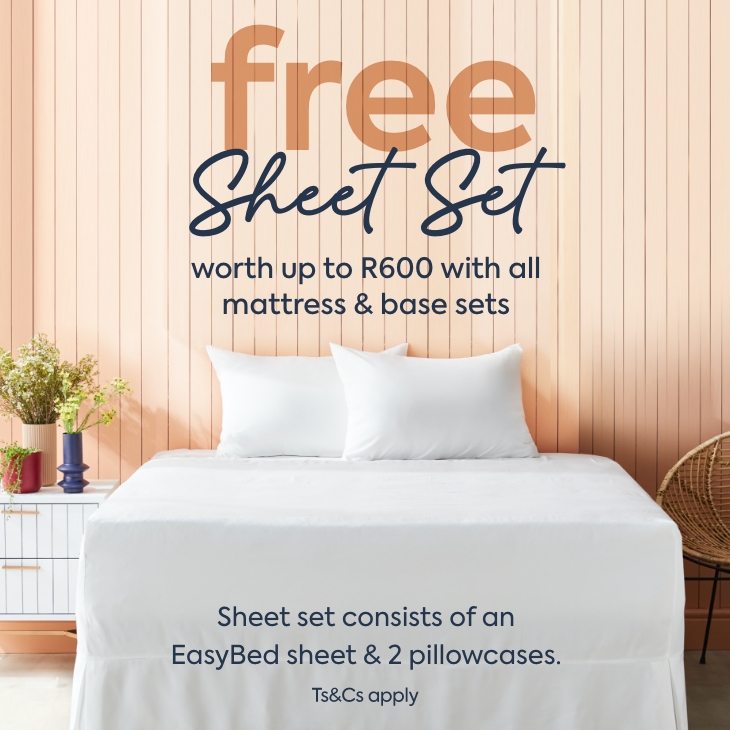 free
Sheet Set
worth up to R600 with all
mattress & base sets
Sheet set consists of an
EasyBed sheet & 2 pillowcases.
Ts&Cs apply